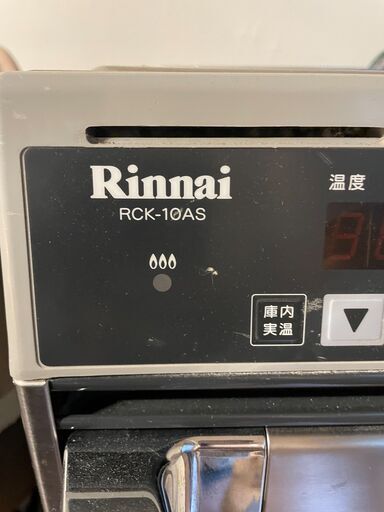 Rinnai
RCK-10AS
温度
庫内
実温
▼